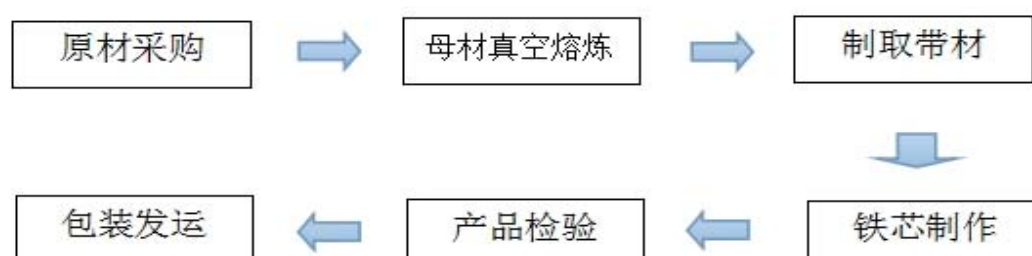 原材采购
母材真空熔炼
制取带材
铁芯制作
产品检验
包装发运